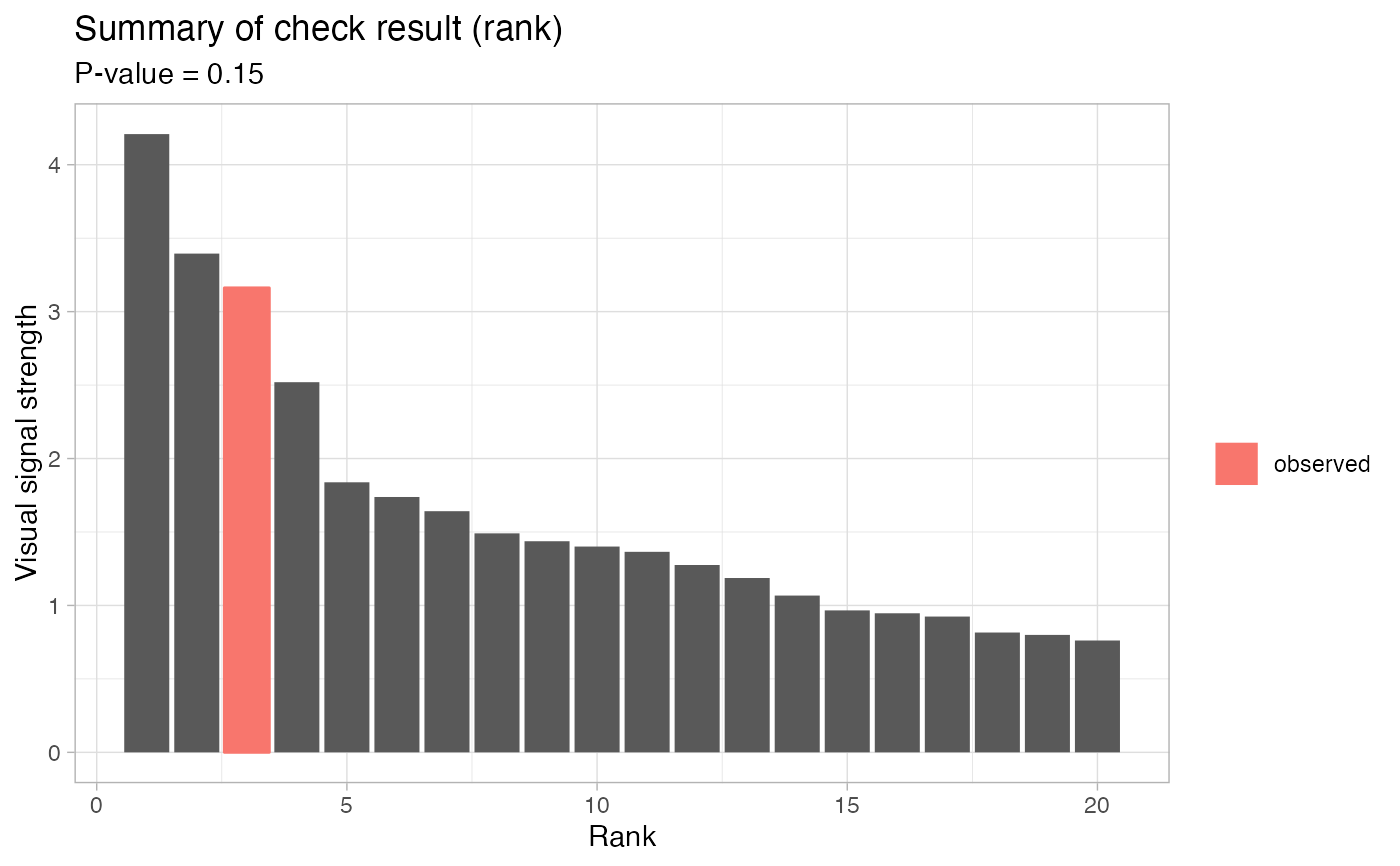 Summary of check result (rank)
P-value = 0.15
Visual signal strength
4
3
2
1
0
0 5 10 15 20
Rank
observed